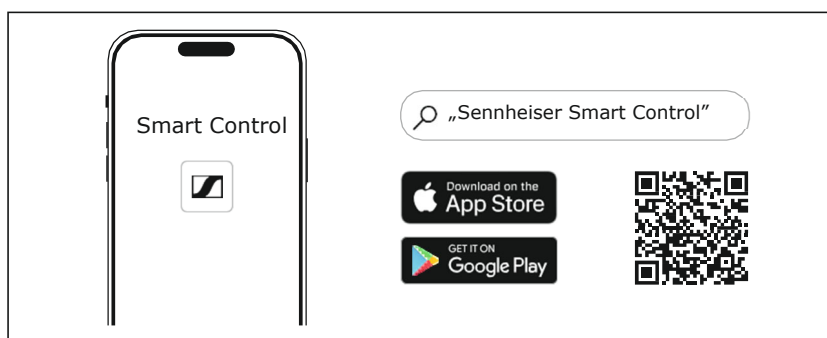 Smart Control
„Sennheiser Smart Control”
Download on the
App Store
GET IT ON
Google Play